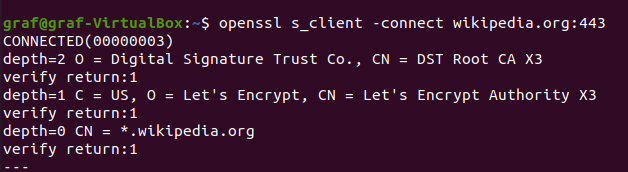 graf@graf-VirtualBox:~$ openssl s_client -connect wikipedia.org:443
CONNECTED(00000003)
depth=2 O = Digital Signature Trust Co., CN = DST Root CA X3
verify return:1
depth=1 C = US, O = Let's Encrypt, CN = Let's Encrypt Authority X3
verify return:1
depth=0 CN = *.wikipedia.org
verify return:1
---